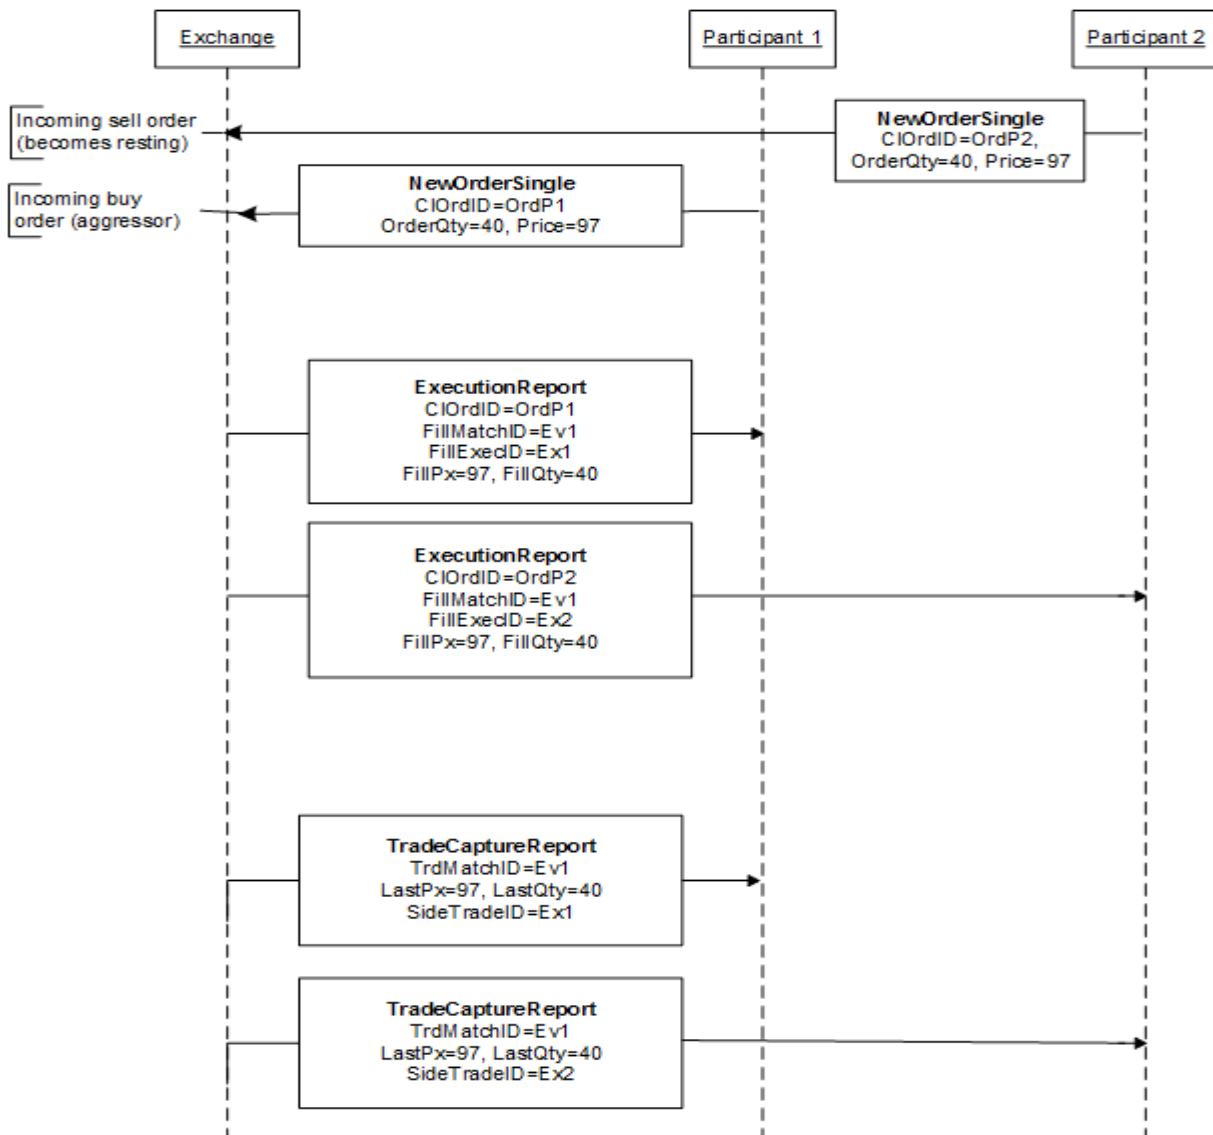 Exchange
Participant 1
Participant 2
Incoming sell order
(becomes resting)
NewOrderSingle
ClOrdID=OrdP2,
OrderQty=40, Price=97
Incoming buy
order (aggressor)
NewOrderSingle
ClOrdID=OrdP1
OrderQty=40, Price=97
ExecutionReport
ClOrdID=OrdP1
FillMatchID=Ev1
FillExecID=Ex1
FillPx=97, FillQty=40
ExecutionReport
ClOrdID=OrdP2
FillMatchID=Ev1
FillExecID=Ex2
FillPx=97, FillQty=40
TradeCaptureReport
TrdMatchID=Ev1
LastPx=97, LastQty=40
SideTradeID=Ex1
TradeCaptureReport
TrdMatchID=Ev1
LastPx=97, LastQty=40
SideTradeID=Ex2